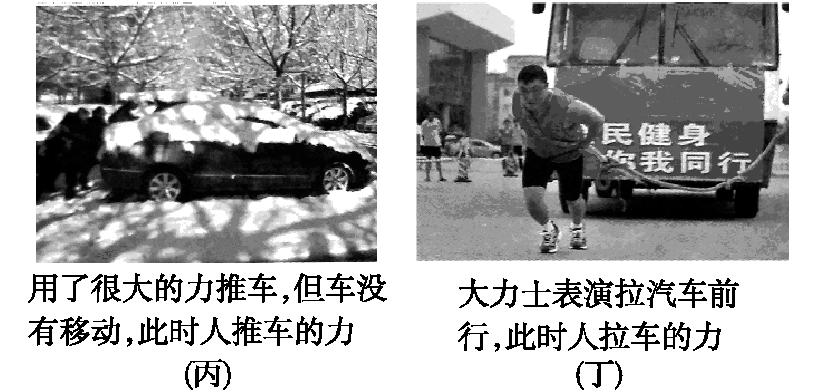 民健身
你我同行
用了很大的力推车,但车没
有移动,此时人推车的力
(丙)
大力士表演拉汽车前
行,此时人拉车的力
(丁)